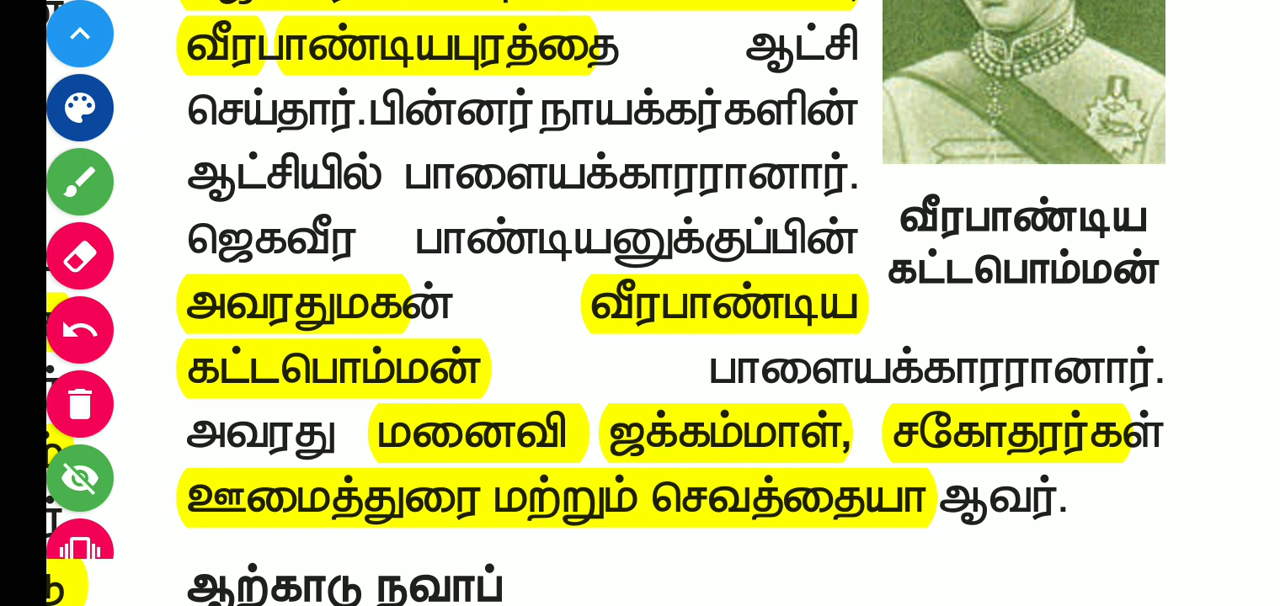 வீரபாண்டியபுரத்தை ஆட்சி
செய்தார்.பின்னர் நாயக்கர்களின்
ஆட்சியில் பாளையக்காரரானார்.
ஜெகவீர பாண்டியனுக்குப்பின்
அவரதுமகன் வீரபாண்டிய
கட்டபொம்மன் பாளையக்காரரானார்.
அவரது மனைவி ஜக்கம்மாள், சகோதரர்கள்
ஊமைத்துரை மற்றும் செவத்தையா ஆவர்.
வீரபாண்டிய
கட்டபொம்மன்
ஆற்காடு நவாப்